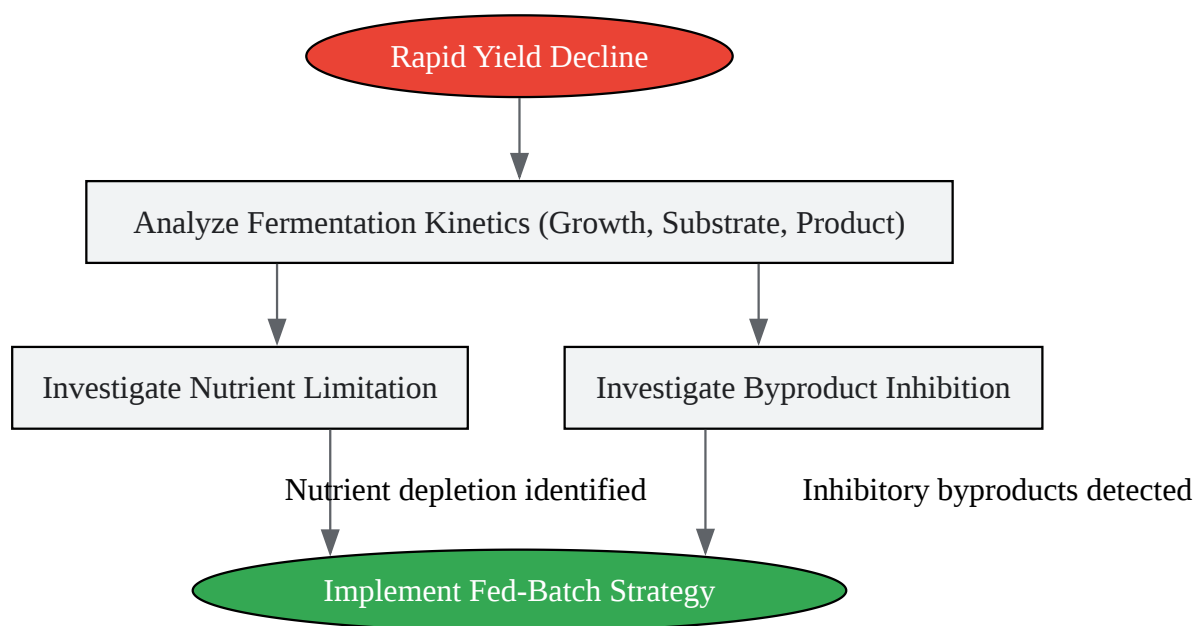 Rapid Yield Decline
Analyze Fermentation Kinetics (Growth, Substrate, Product)
Investigate Nutrient Limitation
Investigate Byproduct Inhibition
Nutrient depletion identified
Inhibitory byproducts detected
Implement Fed-Batch Strategy